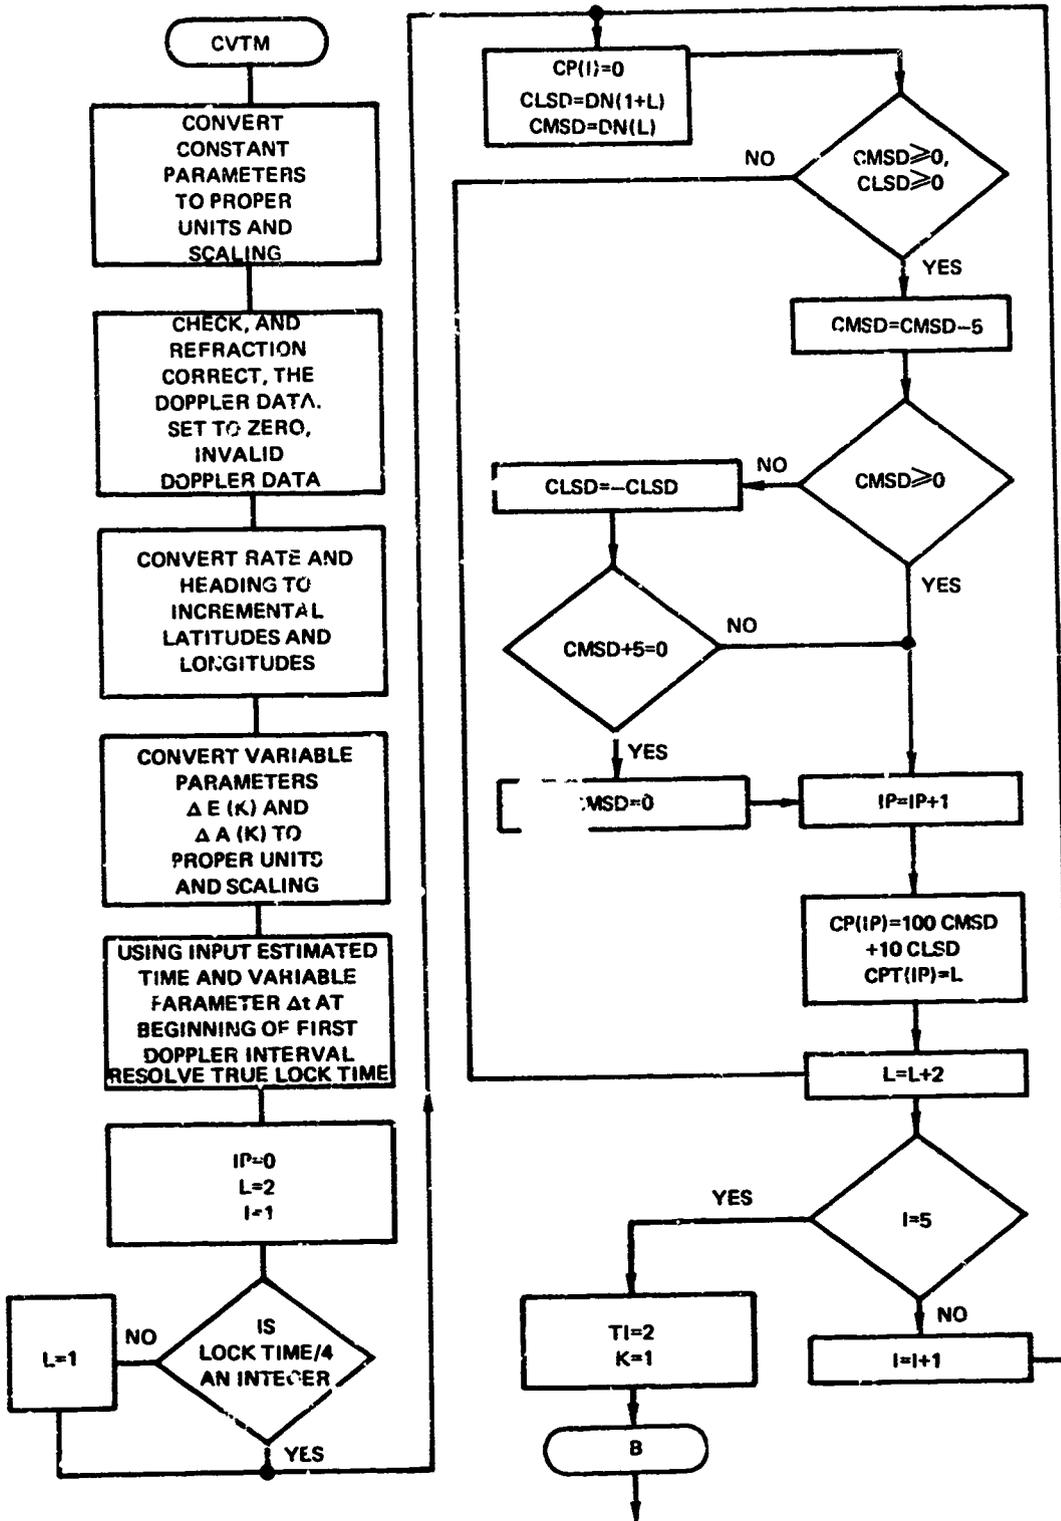 CVTM
CONVERT
CONSTANT
PARAMETERS
TO PROPER
UNITS AND
SCALING
CHECK, AND
REFRACTION
CORRECT, THE
DOPPLER DATA.
SET TO ZERO,
INVALID
DOPPLER DATA
CONVERT RATE AND
HEADING TO
INCREMENTAL
LATITUDES AND
LONGITUDES
CONVERT VARIABLE
PARAMETERS
Δ E (K) AND
Δ A (K) TO
PROPER UNITS
AND SCALING
USING INPUT ESTIMATED
TIME AND VARIABLE
PARAMETER Δt AT
BEGINNING OF FIRST
DOPPLER INTERVAL
RESOLVE TRUE LOCK TIME
IP=0
L=2
I=1
IS
LOCK TIME/4
AN INTEGER
NO
L=1
YES
CP(I)=0
CLSD=DN(1+L)
CMSD=DN(L)
CMSD⩾0,
CLSD⩾0
NO
YES
CMSD=CMSD−5
CMSD⩾0
NO
YES
CLSD=−CLSD
CMSD+5=0
NO
YES
MSD=0
IP=IP+1
CP(IP)=100 CMSD
+10 CLSD
CPT(IP)=L
L=L+2
I=5
YES
NO
TI=2
K=1
I=I+1
B